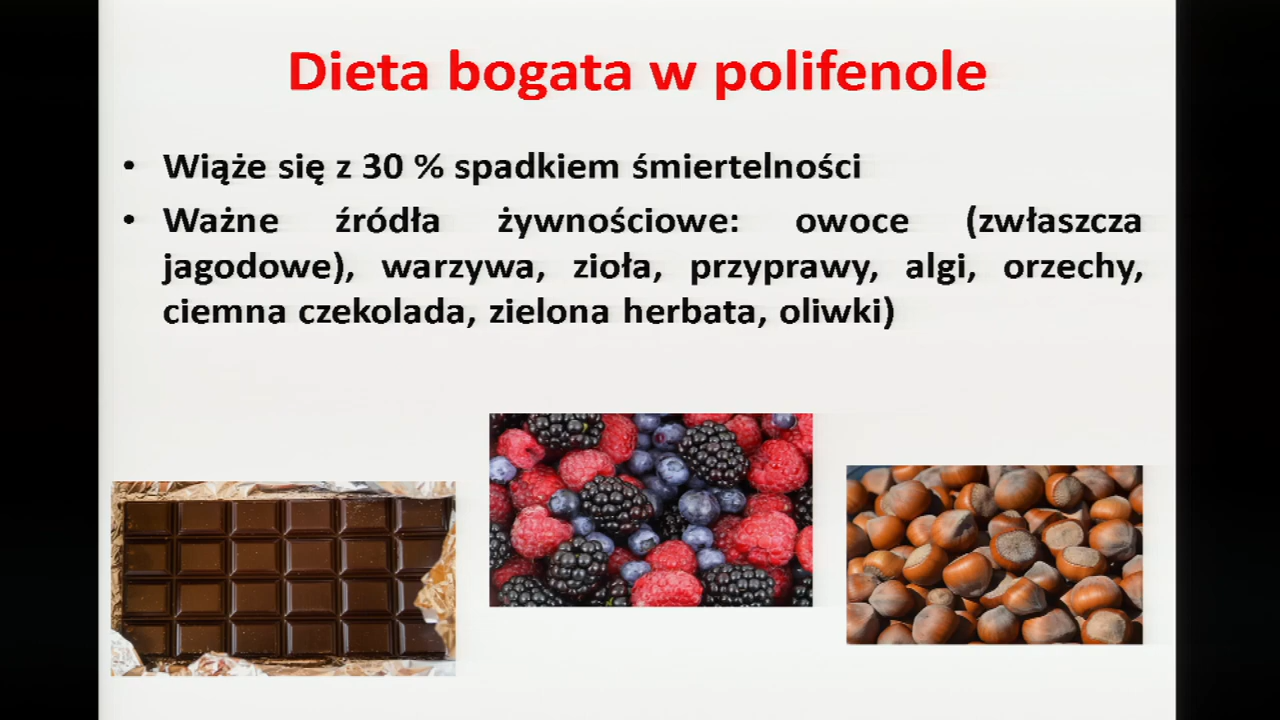 Dieta bogata w polifenole
• Wiąże się z 30 % spadkiem śmiertelności
• Ważne źródła żywnościowe: owoce (zwłaszcza
jagodowe), warzywa, zioła, przyprawy, algi, orzechy,
ciemna czekolada, zielona herbata, oliwki)